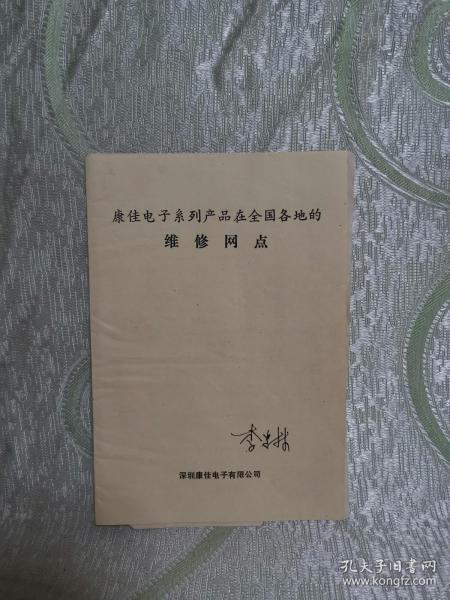 康佳电子系列产品在全国各地的
维修网点
深圳康佳电子有限公司
孔夫子旧书网
www.kongfz.com